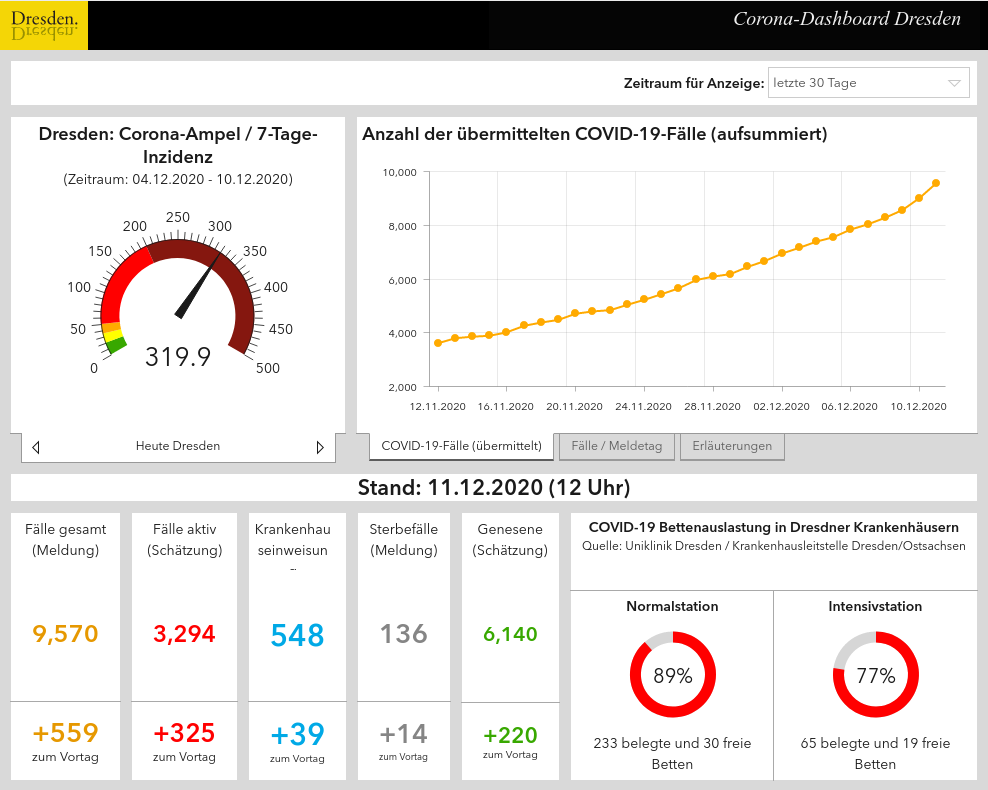 Dresden.
Dresden.
Corona-Dashboard Dresden
Zeitraum für Anzeige:
letzte 30 Tage
Dresden: Corona-Ampel / 7-Tage-
Inzidenz
(Zeitraum: 04.12.2020 - 10.12.2020)
0
50
100
150
200
250
300
350
400
450
500
319.9
Heute Dresden
Anzahl der übermittelten COVID-19-Fälle (aufsummiert)
10,000
8,000
6,000
4,000
2,000
12.11.2020
16.11.2020
20.11.2020
24.11.2020
28.11.2020
02.12.2020
06.12.2020
10.12.2020
COVID-19-Fälle (übermittelt)
Fälle / Meldetag
Erläuterungen
Stand: 11.12.2020 (12 Uhr)
Fälle gesamt
(Meldung)
9,570
+559
zum Vortag
Fälle aktiv
(Schätzung)
3,294
+325
zum Vortag
Krankenhau
seinweisun
548
+39
zum Vortag
Sterbefälle
(Meldung)
136
+14
zum Vortag
Genesene
(Schätzung)
6,140
+220
zum Vortag
COVID-19 Bettenauslastung in Dresdner Krankenhäusern
Quelle: Uniklinik Dresden / Krankenhausleitstelle Dresden/Ostsachsen
Normalstation
89%
233 belegte und 30 freie
Betten
Intensivstation
77%
65 belegte und 19 freie
Betten